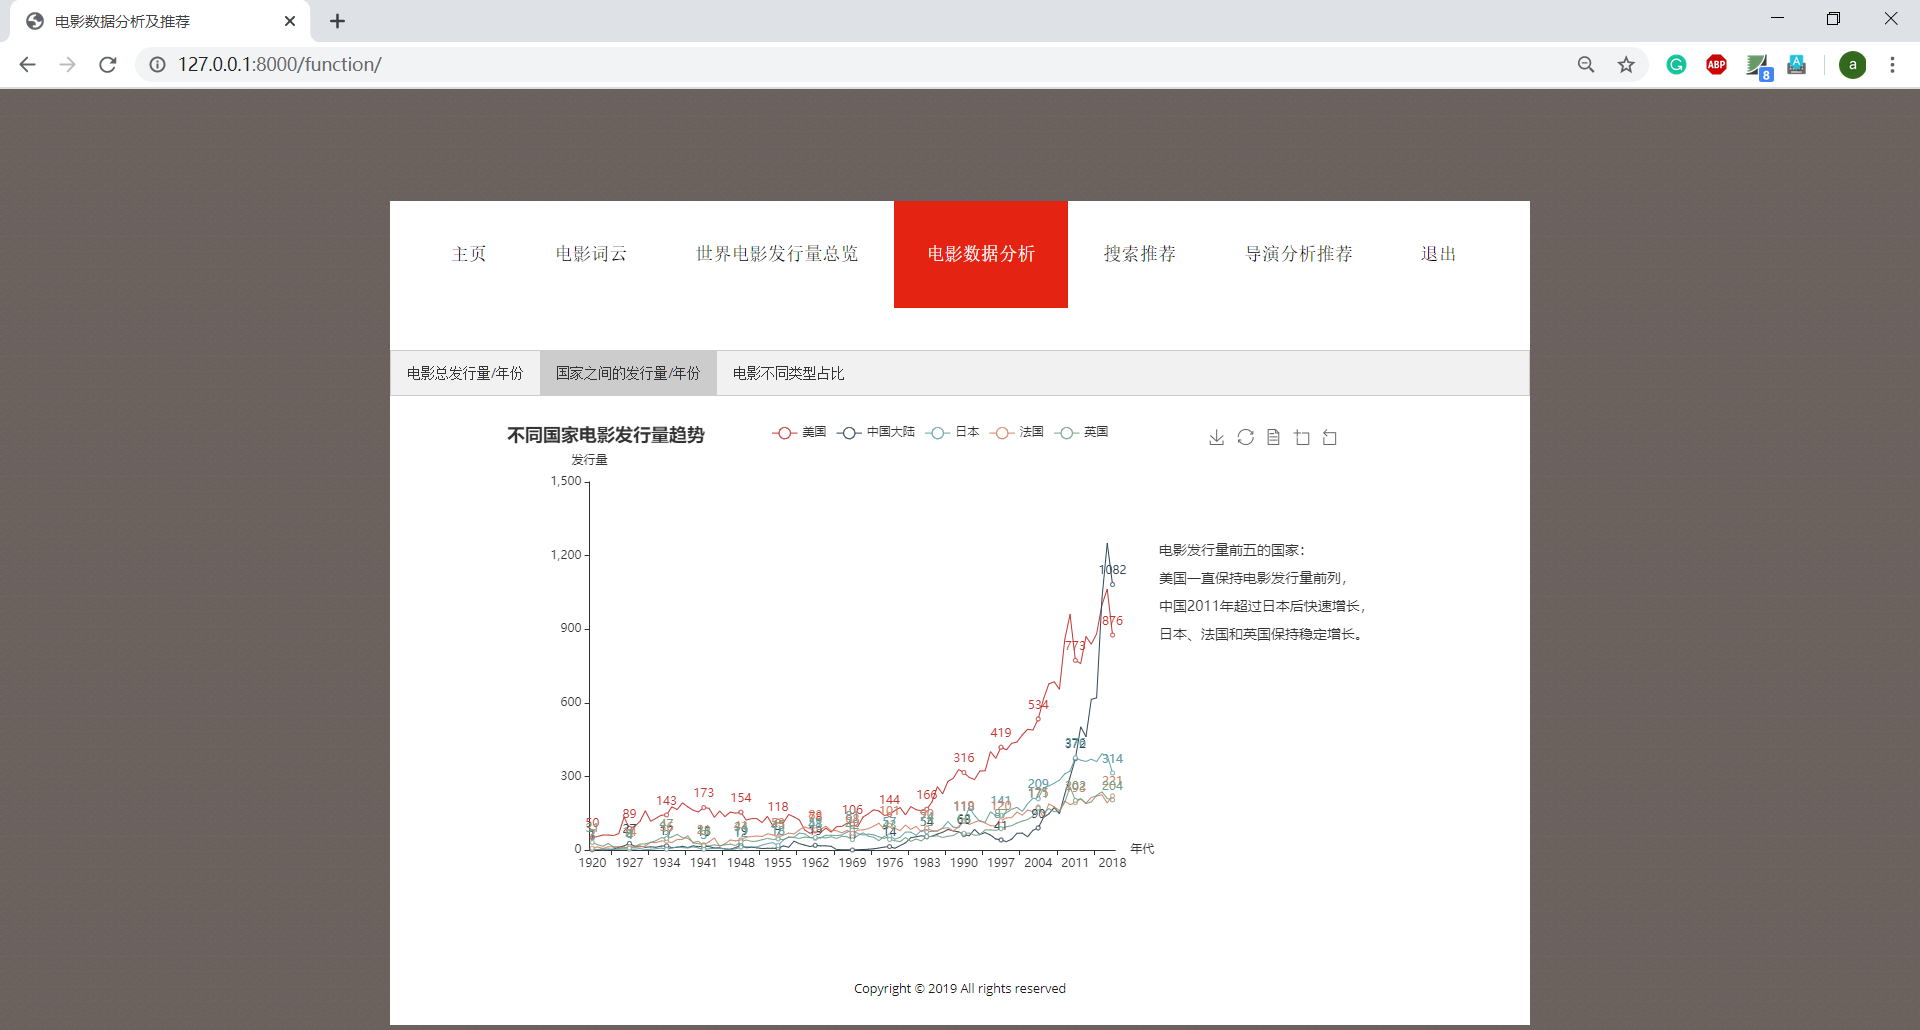 电影数据分析及推荐
127.0.0.1:8000/function/
ABP
8
A
a
主页 电影词云 世界电影发行量总览 电影数据分析 搜索推荐 导演分析推荐 退出
电影总发行量/年份 国家之间的发行量/年份 电影不同类型占比
不同国家电影发行量趋势
美国 中国大陆 日本 法国 英国
发行量
1,500
1,200
900
600
300
0
1082
876
773
534
419
316
370
314
209
221
204
50
89
143
173
154
118
106
144
166
101
141
120
90
41
14
年代
1920 1927 1934 1941 1948 1955 1962 1969 1976 1983 1990 1997 2004 2011 2018
电影发行量前五的国家：
美国一直保持电影发行量前列，
中国2011年超过日本后快速增长，
日本、法国和英国保持稳定增长。
Copyright © 2019 All rights reserved